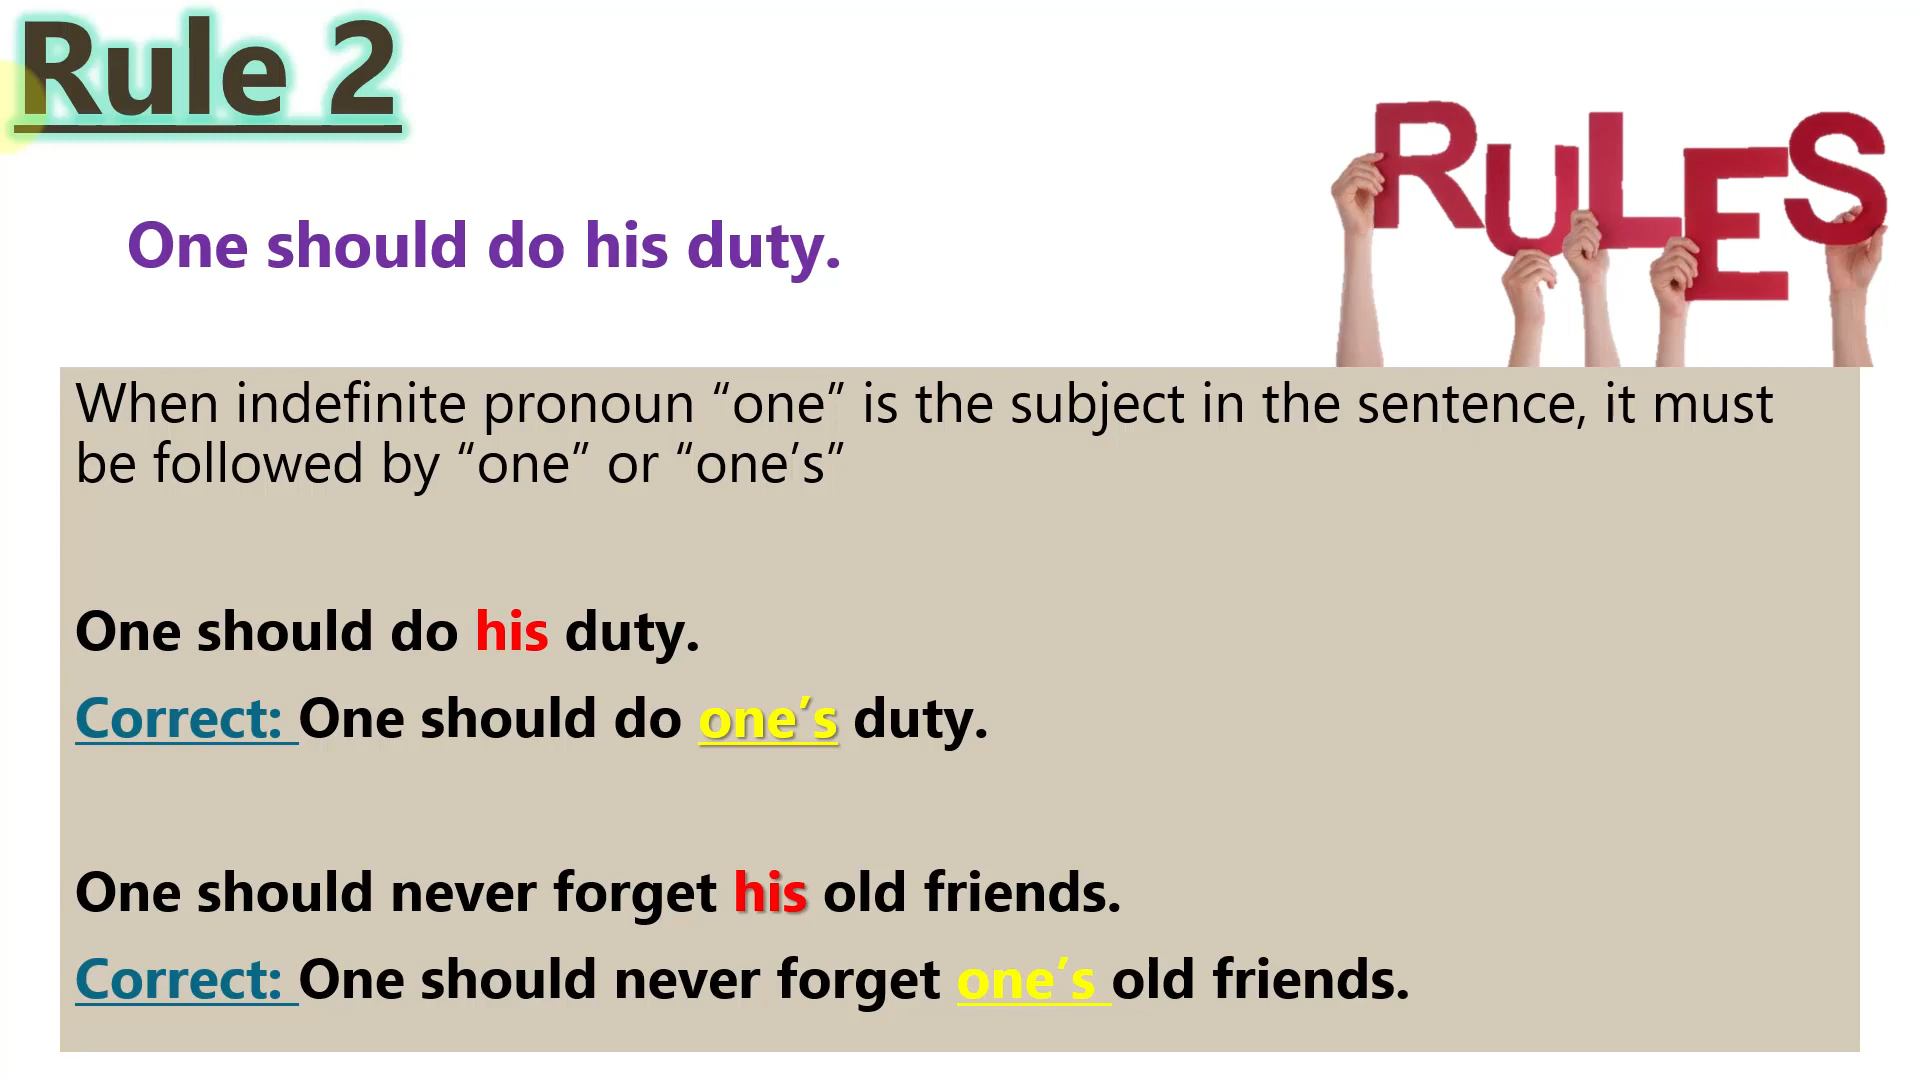 Rule 2
RULES
One should do his duty.
When indefinite pronoun “one” is the subject in the sentence, it must
be followed by “one” or “one’s”
One should do his duty.
Correct: One should do one’s duty.
One should never forget his old friends.
Correct: One should never forget one’s old friends.